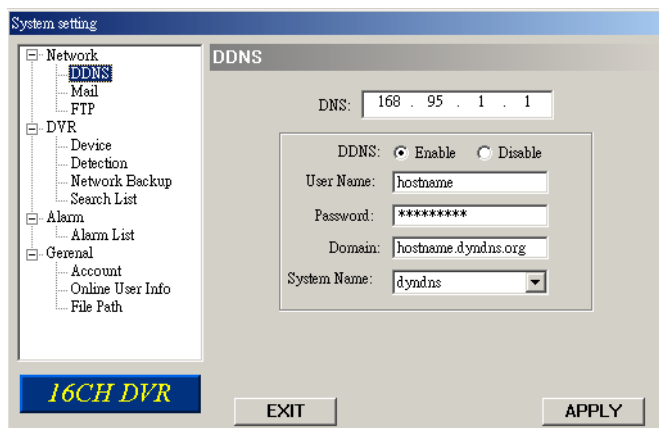 System setting
Network
DDNS
Mail
FTP
DVR
Device
Detection
Network Backup
Search List
Alarm
Alarm List
Gerenal
Account
Online User Info
File Path
16CH DVR
DDNS
DNS: 168 . 95 . 1 . 1
DDNS: Enable Disable
User Name: hostname
Password: *********
Domain: hostname.dyndns.org
System Name: dyndns
EXIT APPLY